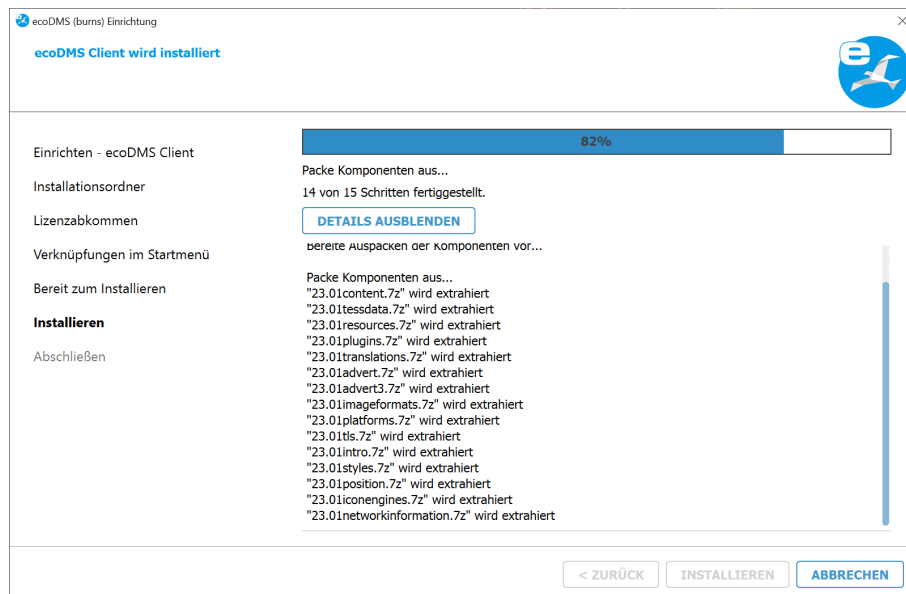 ecoDMS (burns) Einrichtung
ecoDMS Client wird installiert
e
Einrichten - ecoDMS Client
Installationsordner
Lizenzabkommen
Verknüpfungen im Startmenü
Bereit zum Installieren
Installieren
Abschließen
82%
Packe Komponenten aus...
14 von 15 Schritten fertiggestellt.
DETAILS AUSBLENDEN
Bereite Auspacken der Komponenten vor...
Packe Komponenten aus...
"23.01content.7z" wird extrahiert
"23.01tessdata.7z" wird extrahiert
"23.01resources.7z" wird extrahiert
"23.01plugins.7z" wird extrahiert
"23.01translations.7z" wird extrahiert
"23.01advert.7z" wird extrahiert
"23.01advert3.7z" wird extrahiert
"23.01imageformats.7z" wird extrahiert
"23.01platforms.7z" wird extrahiert
"23.01tls.7z" wird extrahiert
"23.01intro.7z" wird extrahiert
"23.01styles.7z" wird extrahiert
"23.01position.7z" wird extrahiert
"23.01iconengines.7z" wird extrahiert
"23.01networkinformation.7z" wird extrahiert
< ZURÜCK
INSTALLIEREN
ABBRECHEN